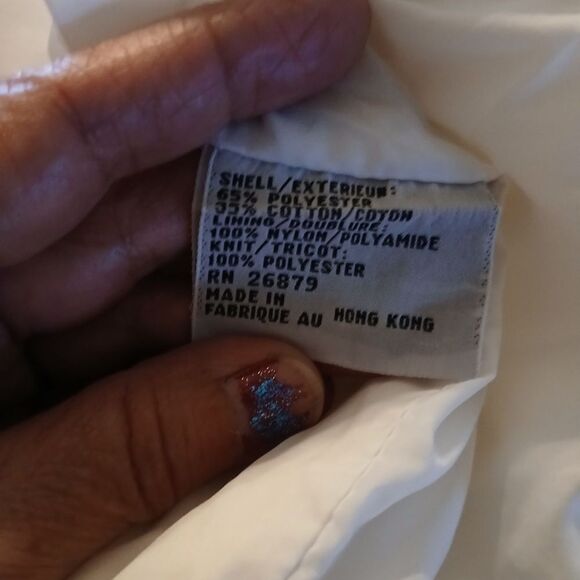 SHELL/EXTERIEUR:
65% POLYESTER
35% COTTON/COTON
LINING/DOUBLURE:
100% NYLON/POLYAMIDE
KNIT/TRICOT:
100% POLYESTER
RN 26879
MADE IN
FABRIQUE AU HONG KONG